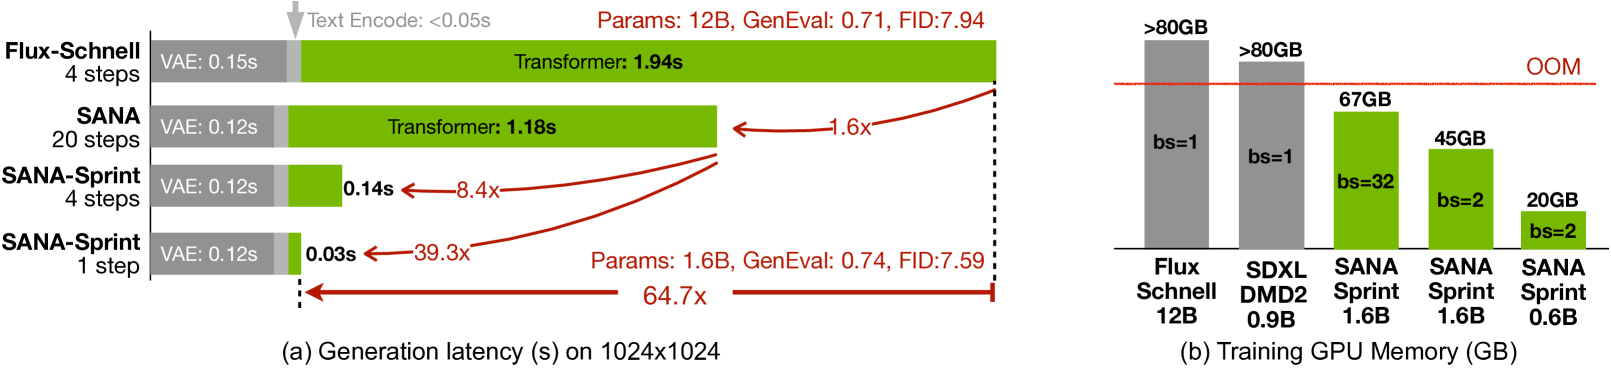 Text Encode: <0.05s
Params: 12B, GenEval: 0.71, FID:7.94
Flux-Schnell
4 steps
VAE: 0.15s
Transformer: 1.94s
SANA
20 steps
VAE: 0.12s
Transformer: 1.18s
1.6x
SANA-Sprint
4 steps
VAE: 0.12s
0.14s
8.4x
SANA-Sprint
1 step
VAE: 0.12s
0.03s
39.3x
Params: 1.6B, GenEval: 0.74, FID:7.59
64.7x
(a) Generation latency (s) on 1024x1024
>80GB
>80GB
OOM
67GB
45GB
20GB
bs=1
bs=1
bs=32
bs=2
bs=2
Flux
Schnell
12B
SDXL
DMD2
0.9B
SANA
Sprint
1.6B
SANA
Sprint
1.6B
SANA
Sprint
0.6B
(b) Training GPU Memory (GB)